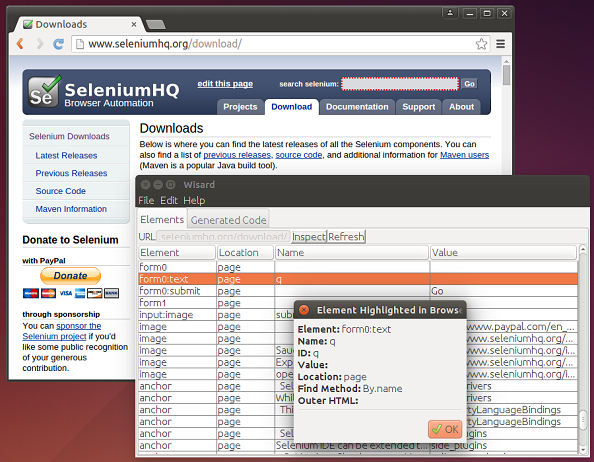 Downloads
www.seleniumhq.org/download/
Se
SeleniumHQ
Browser Automation
edit this page
search selenium:
Go
Projects
Download
Documentation
Support
About
Selenium Downloads
Latest Releases
Previous Releases
Source Code
Maven Information
Donate to Selenium
with PayPal
Donate
VISA
BANK
through sponsorship
You can sponsor the
Selenium project if you'd
like some public recognition
of your generous
contribution.
Downloads
Below is where you can find the latest releases of all the Selenium components. You can
also find a list of previous releases, source code, and additional information for Maven users
(Maven is a popular Java build tool).
Wisard
File Edit Help
Elements Generated Code
URL .seleniumhq.org/download/ Inspect Refresh
Element Location Name Value
form0 page
form0:text page q
form0:submit page Go
form1 page
input:image page sub
image page www.paypal.com/en_...
image page www.seleniumhq.org/...
image page Sau www.seleniumhq.org/i...
image page Exp www.seleniumhq.org/...
image page ope www.seleniumhq.org/i...
anchor page Sel rivers
anchor page Whil rivers
anchor page Thi rtyLanguageBindings
anchor page rtyLanguageBindings
anchor page Sel plugins
anchor page Selenium IDE can be extended t... side_plugins
Element Highlighted in Browse
Element: form0:text
Name: q
ID: q
Value:
Location: page
Find Method: By.name
Outer HTML:
OK